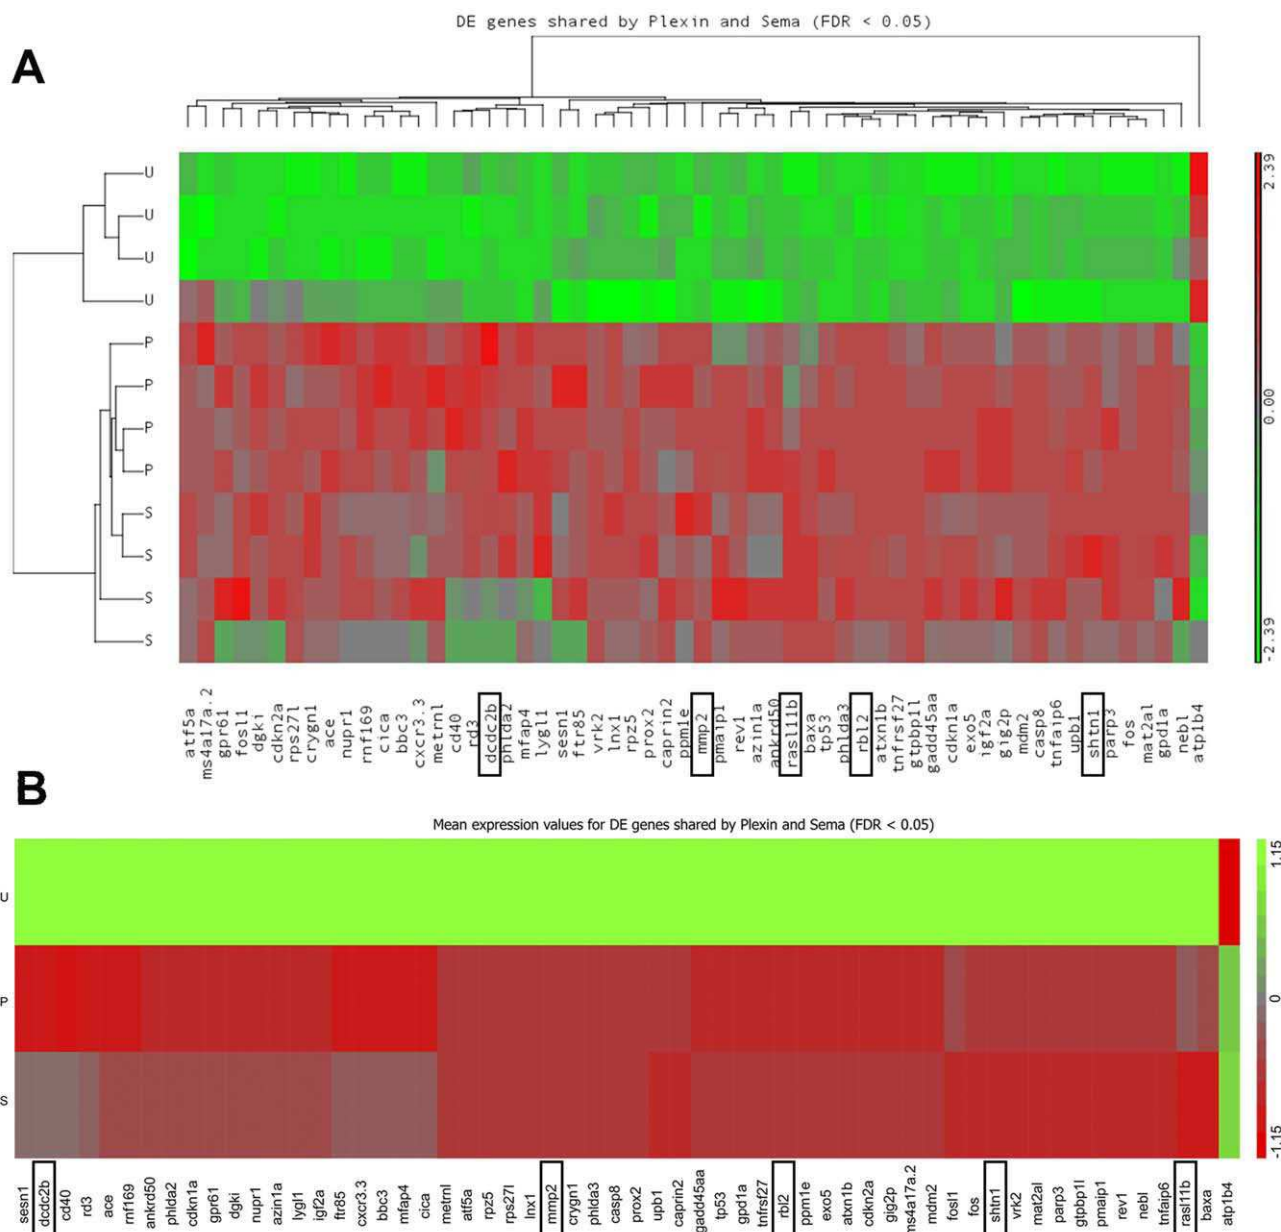 DE genes shared by Plexin and Sema (FDR < 0.05)
A
U
U
U
U
P
P
P
P
S
S
S
S
2.39
0.00
-2.39
atf5a
ms4a17a.2
gpr61
fosl1
dgki
cdkn2a
rps27l
crygn1
ace
nupr1
rnf169
cica
bbc3
cxcr3.3
metrnl
cd40
rd3
dcdc2b
phlda2
mfap4
lygl1
sesn1
ftr85
vrk2
lnx1
rpz5
prox2
caprin2
ppm1e
mmp2
pmaip1
rev1
azin1a
ankrd50
rasl11b
baxa
tp53
phlda3
rbl2
atxn1b
tnfrsf27
gtpbp1l
gadd45aa
cdkn1a
exo5
igf2a
gig2p
mdm2
casp8
tnfaip6
upb1
shtn1
parp3
fos
mat2al
gpd1a
nebl
atp1b4
B
Mean expression values for DE genes shared by Plexin and Sema (FDR < 0.05)
U
P
S
1.15
0
-1.15
sesn1
dcdc2b
cd40
rd3
ace
rnf169
ankrd50
phlda2
cdkn1a
gpr61
dgki
nupr1
azin1a
lygl1
igf2a
ftr85
cxcr3.3
bbc3
mfap4
cica
metrnl
atf5a
rpz5
rps27l
lnx1
mmp2
crygn1
phlda3
casp8
prox2
upb1
caprin2
gadd45aa
tp53
gpd1a
tnfrsf27
rbl2
ppm1e
exo5
atxn1b
cdkn2a
gig2p
ms4a17a.2
mdm2
fosl1
fos
shtn1
vrk2
mat2al
parp3
gtpbp1l
pmaip1
rev1
nebl
tnfaip6
rasl11b
baxa
atp1b4